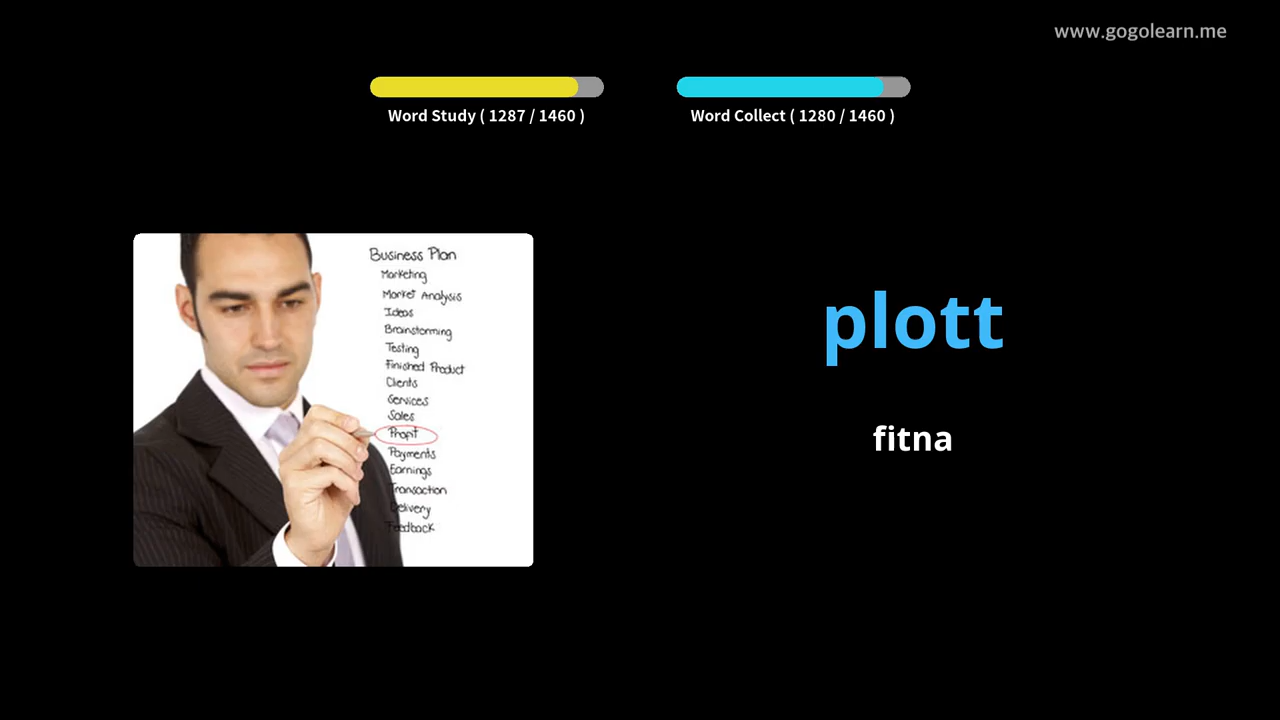 www.gogolearn.me
Word Study ( 1287 / 1460 )
Word Collect ( 1280 / 1460 )
Business Plan
Marketing
Market Analysis
Ideas
Brainstorming
Testing
Finished Product
Clients
Services
Sales
Profit
Payments
Earnings
Transaction
Delivery
Feedback
plott
fitna